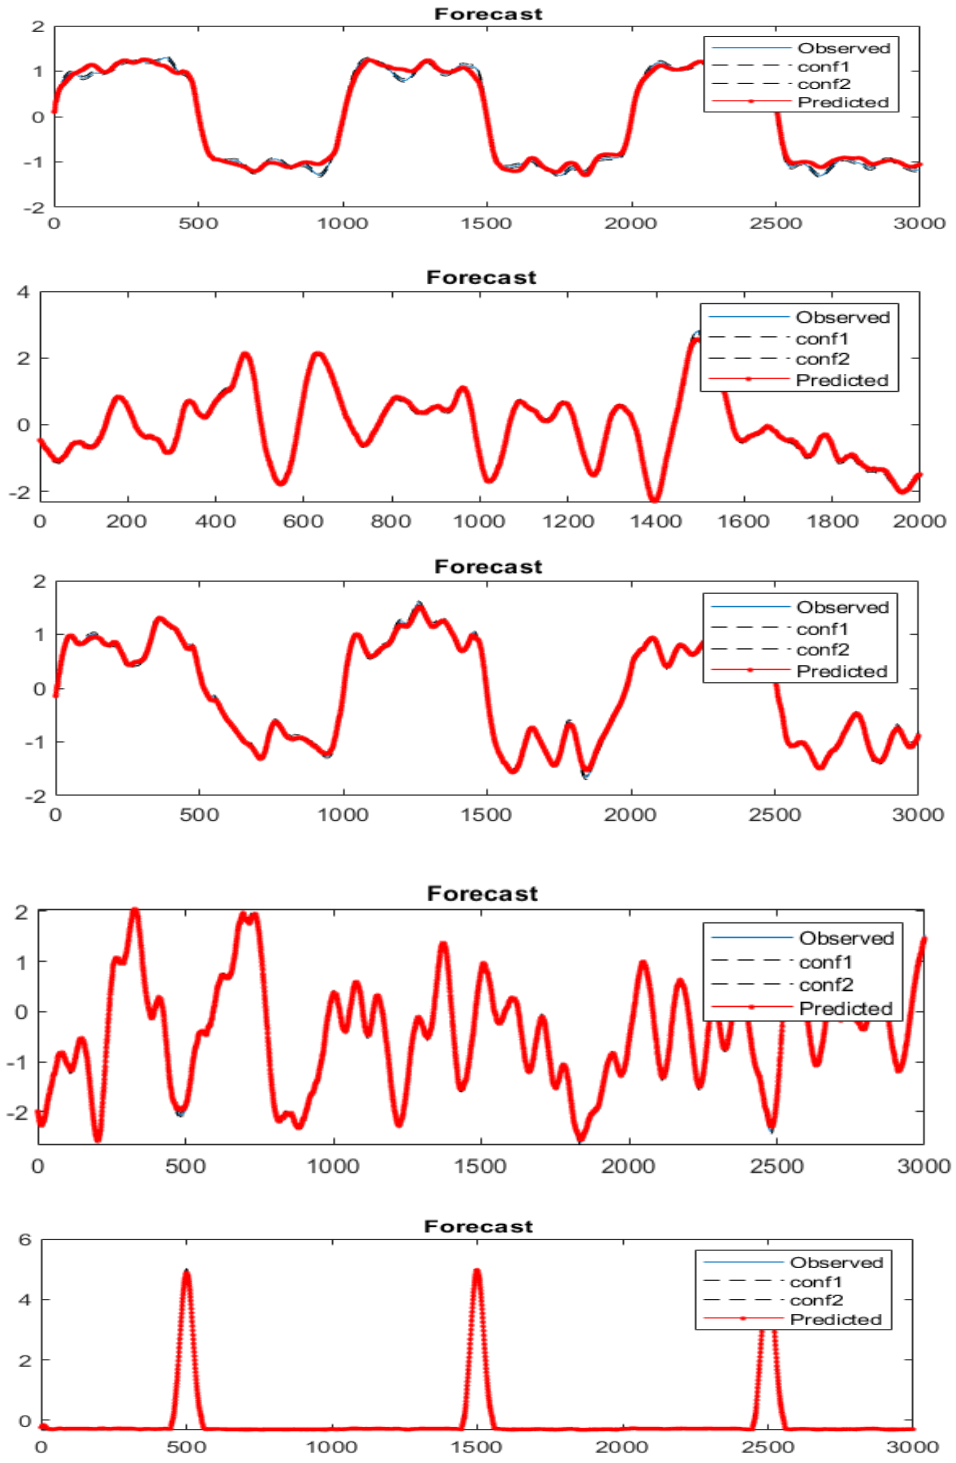 Forecast
2
1
0
-1
-2
0
500
1000
1500
2000
2500
3000
Observed
conf1
conf2
Predicted
Forecast
4
2
0
-2
0
200
400
600
800
1000
1200
1400
1600
1800
2000
Observed
conf1
conf2
Predicted
Forecast
2
1
0
-1
-2
0
500
1000
1500
2000
2500
3000
Observed
conf1
conf2
Predicted
Forecast
2
1
0
-1
-2
0
500
1000
1500
2000
2500
3000
Observed
conf1
conf2
Predicted
Forecast
6
4
2
0
0
500
1000
1500
2000
2500
3000
Observed
conf1
conf2
Predicted